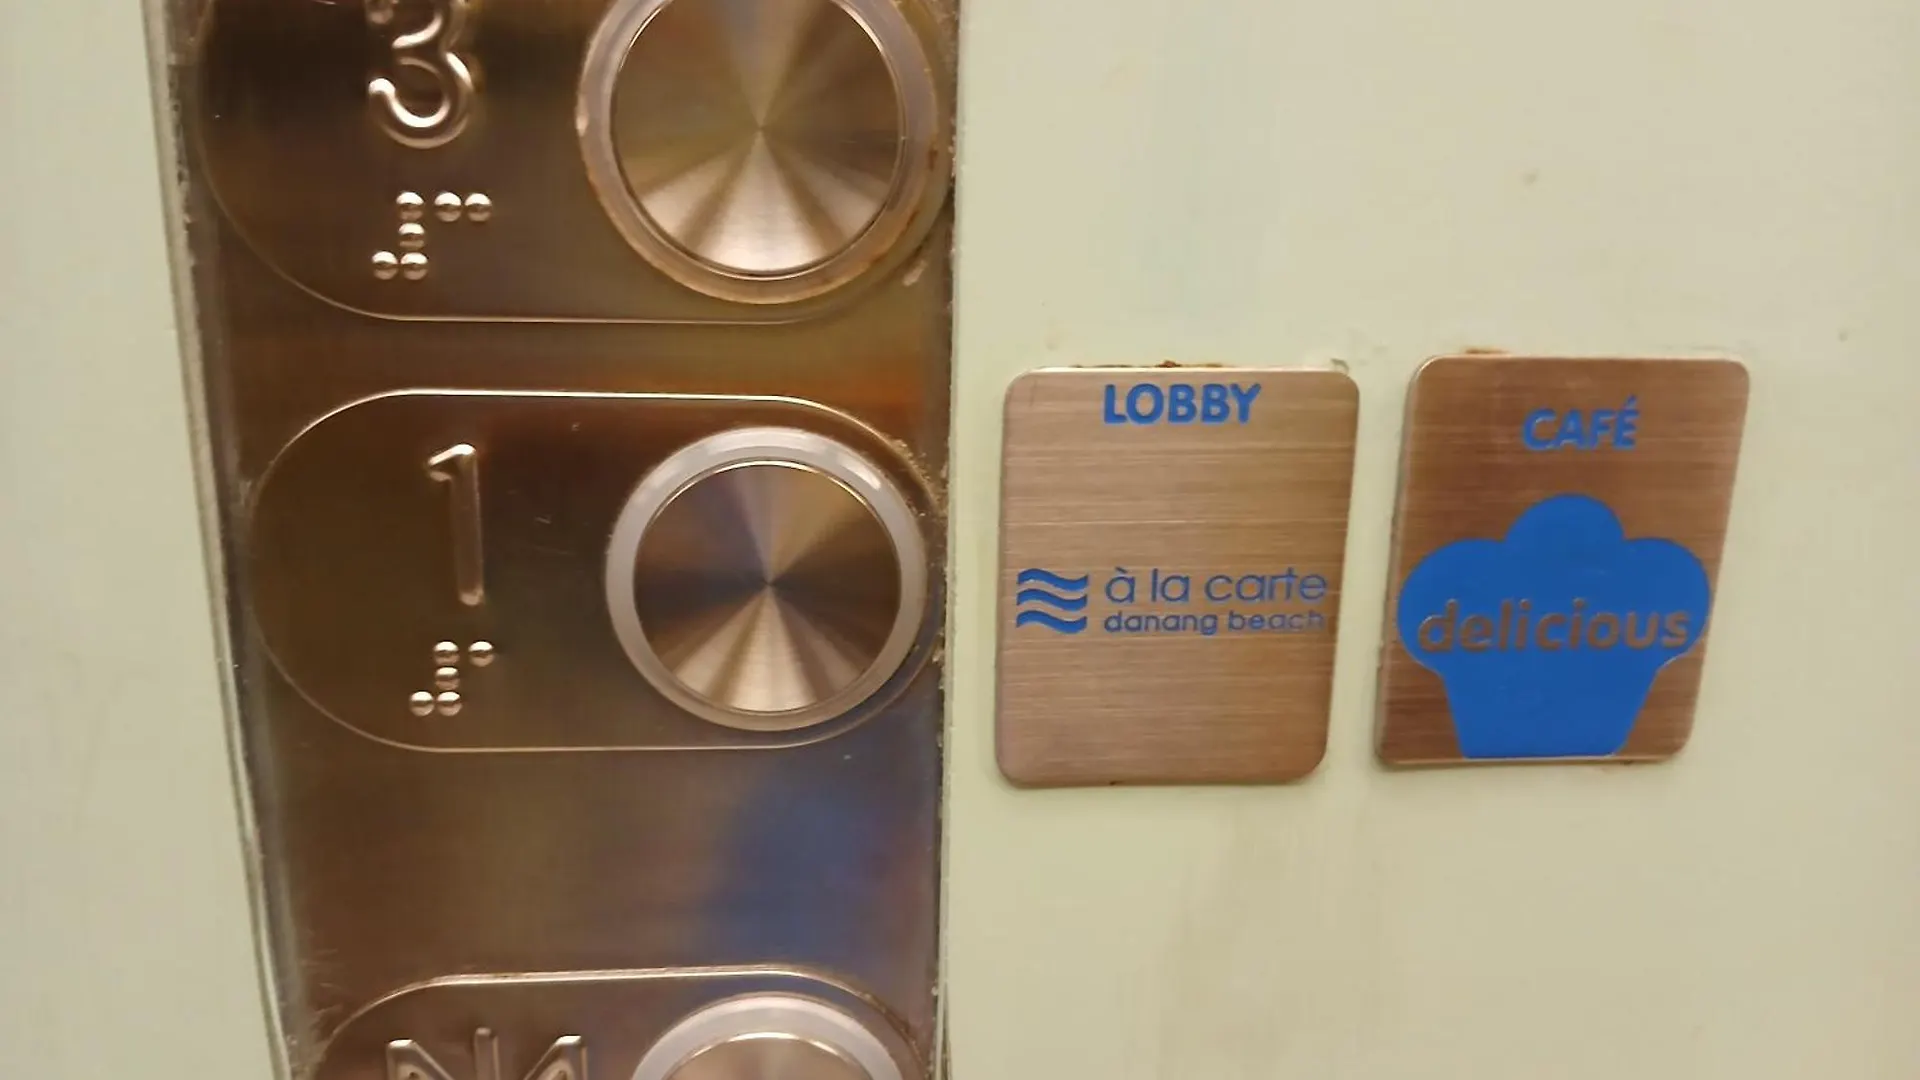 3
1
LOBBY
à la carte
danang beach
CAFÉ
delicious